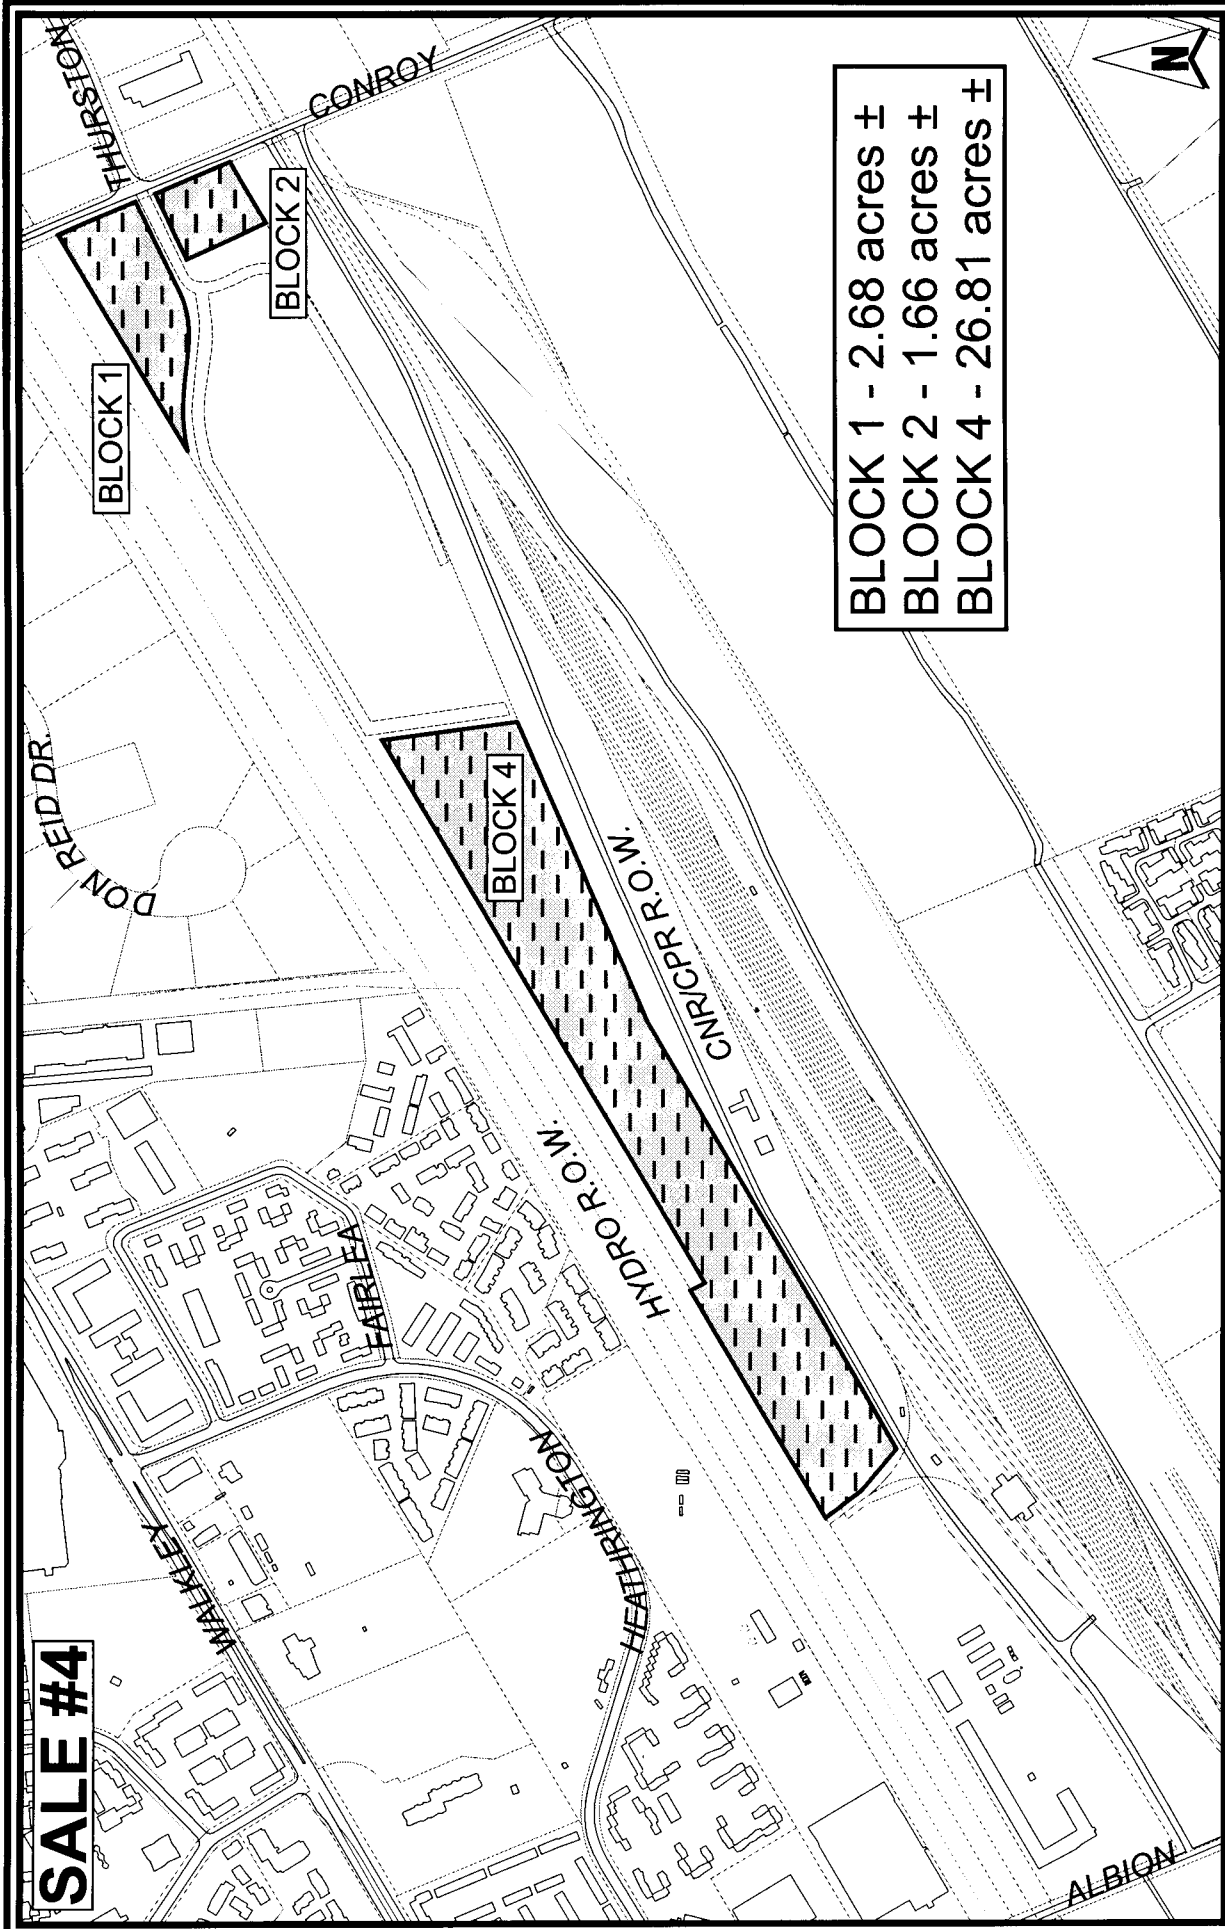 SALE #4
WALKLEY
HEATHRINGTON
FAIRLEA
DON REID DR.
HYDRO R.O.W.
CNR/CPR R.O.W.
ALBION
THURSTON
CONROY
BLOCK 1
BLOCK 2
BLOCK 4
BLOCK 1 - 2.68 acres ±
BLOCK 2 - 1.66 acres ±
BLOCK 4 - 26.81 acres ±
N